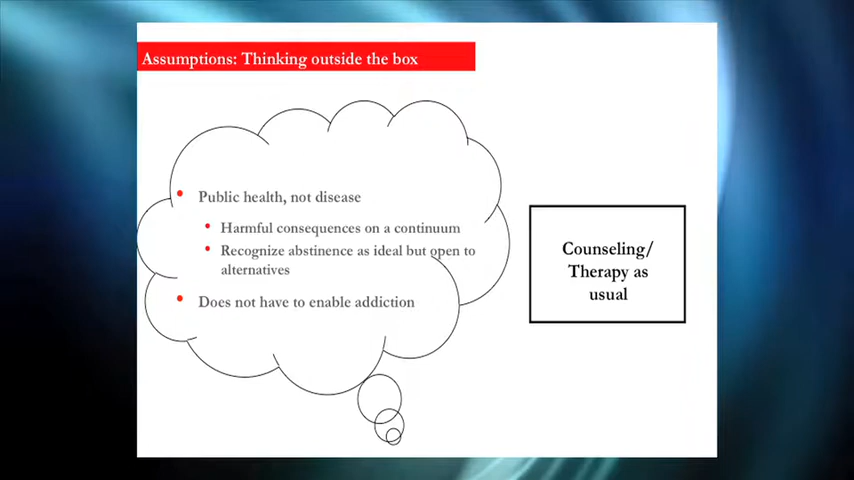 Assumptions: Thinking outside the box
Public health, not disease
Harmful consequences on a continuum
Recognize abstinence as ideal but open to
alternatives
Does not have to enable addiction
Counseling/
Therapy as
usual